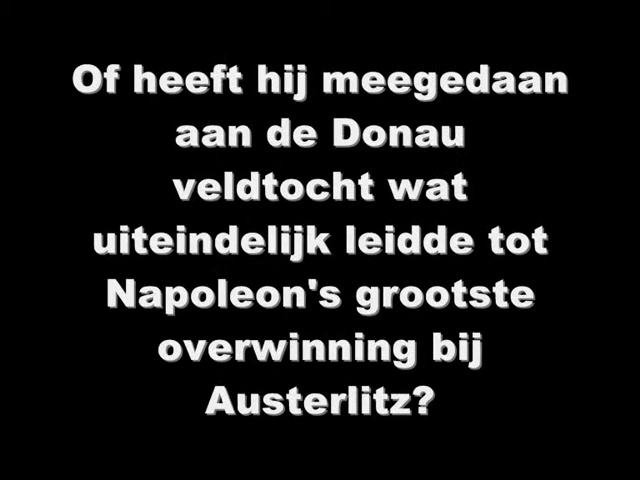 Of heeft hij meegedaan
aan de Donau
veldtocht wat
uiteindelijk leidde tot
Napoleon's grootste
overwinning bij
Austerlitz?